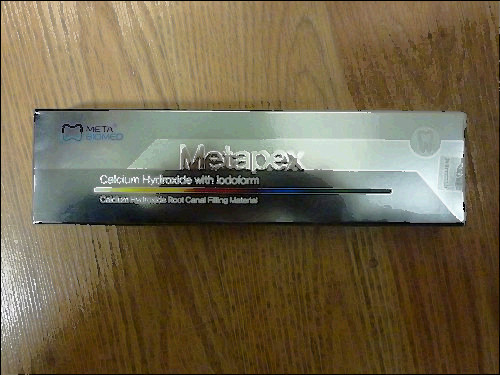 META®
BIOMED
Metapex
Calcium Hydroxide with Iodoform
Calcium Hydroxide Root Canal Filling Material